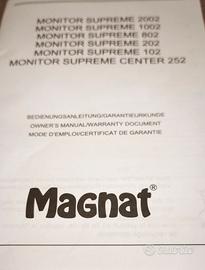 MONITOR SUPREME 2002
MONITOR SUPREME 1002
MONITOR SUPREME 802
MONITOR SUPREME 202
MONITOR SUPREME 102
MONITOR SUPREME CENTER 252
BEDIENUNGSANLEITUNG/GARANTIEURKUNDE
OWNER'S MANUAL/WARRANTY DOCUMENT
MODE D'EMPLOI/CERTIFICAT DE GARANTIE
Magnat®
subito